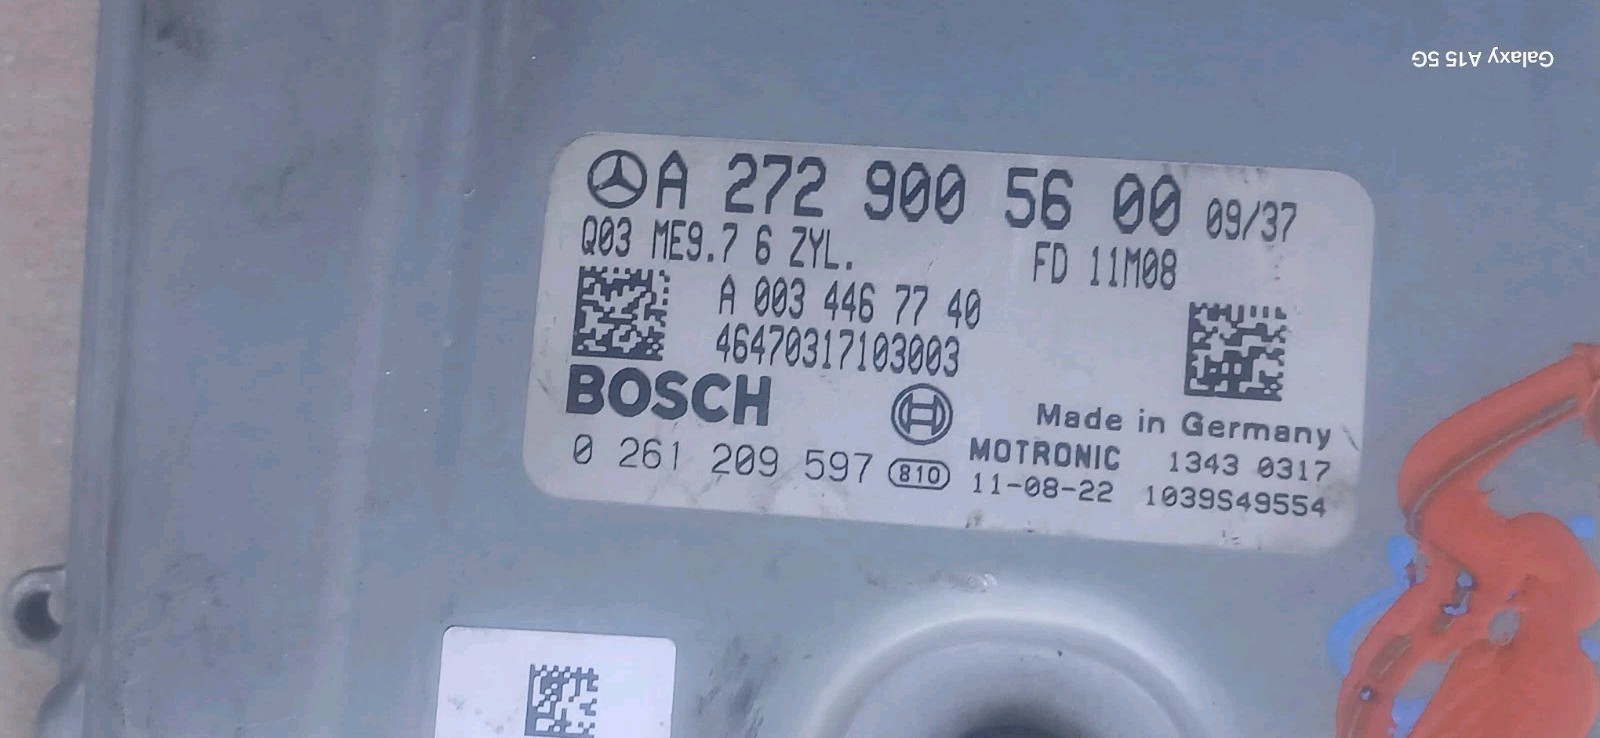 A 272 900 56 00 09/37
Q03 ME9.7 6 ZYL. FD 11M08
A 003 446 77 40
46470317103003
BOSCH
Made in Germany
0 261 209 597 810
MOTRONIC 1343 0317
11-08-22 1039S49554
Galaxy A15 5G